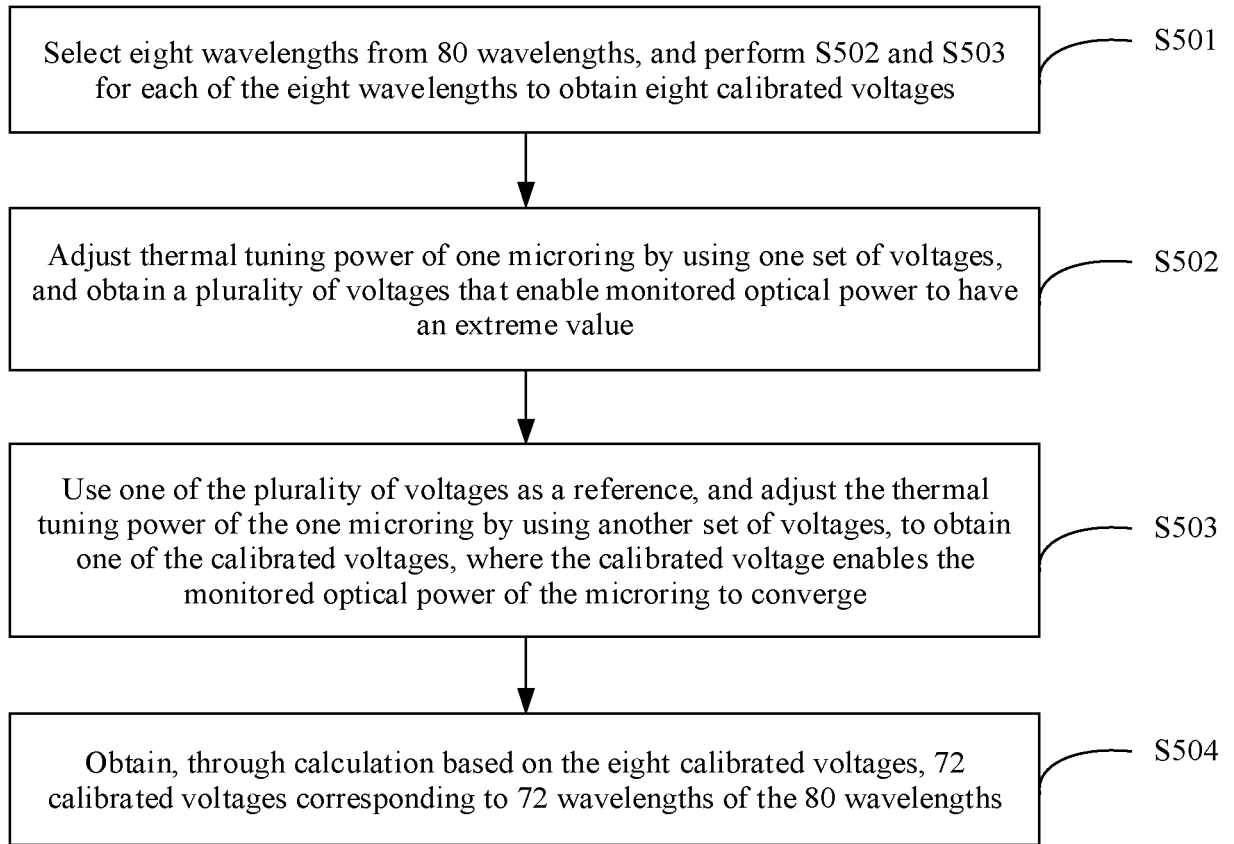 Select eight wavelengths from 80 wavelengths, and perform S502 and S503
for each of the eight wavelengths to obtain eight calibrated voltages
S501
Adjust thermal tuning power of one microring by using one set of voltages,
and obtain a plurality of voltages that enable monitored optical power to have
an extreme value
S502
Use one of the plurality of voltages as a reference, and adjust the thermal
tuning power of the one microring by using another set of voltages, to obtain
one of the calibrated voltages, where the calibrated voltage enables the
monitored optical power of the microring to converge
S503
Obtain, through calculation based on the eight calibrated voltages, 72
calibrated voltages corresponding to 72 wavelengths of the 80 wavelengths
S504